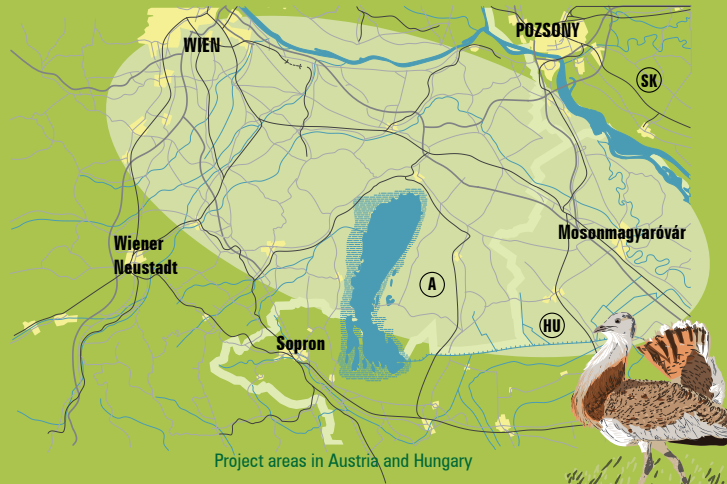 WIEN
POZSONY
SK
Mosonmagyaróvár
Wiener
Neustadt
A
HU
Sopron
Project areas in Austria and Hungary